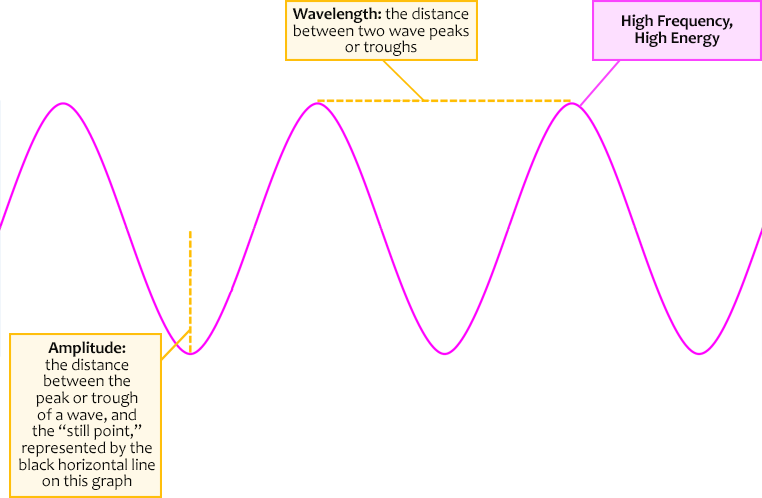 Wavelength: the distance
between two wave peaks
or troughs
High Frequency,
High Energy
Amplitude:
the distance
between the
peak or trough
of a wave, and
the “still point,”
represented by the
black horizontal line
on this graph